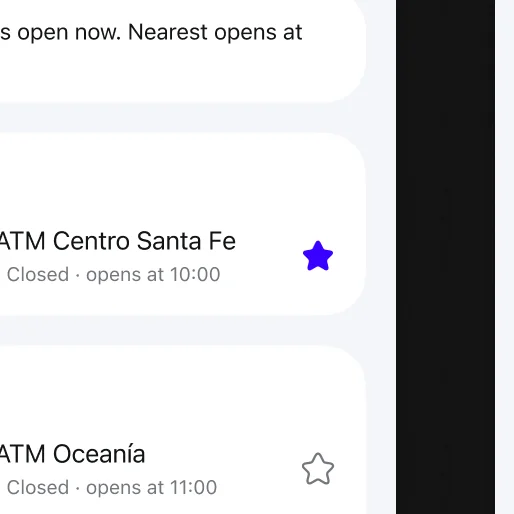 s open now. Nearest opens at
ATM Centro Santa Fe
Closed · opens at 10:00
ATM Oceanía
Closed · opens at 11:00